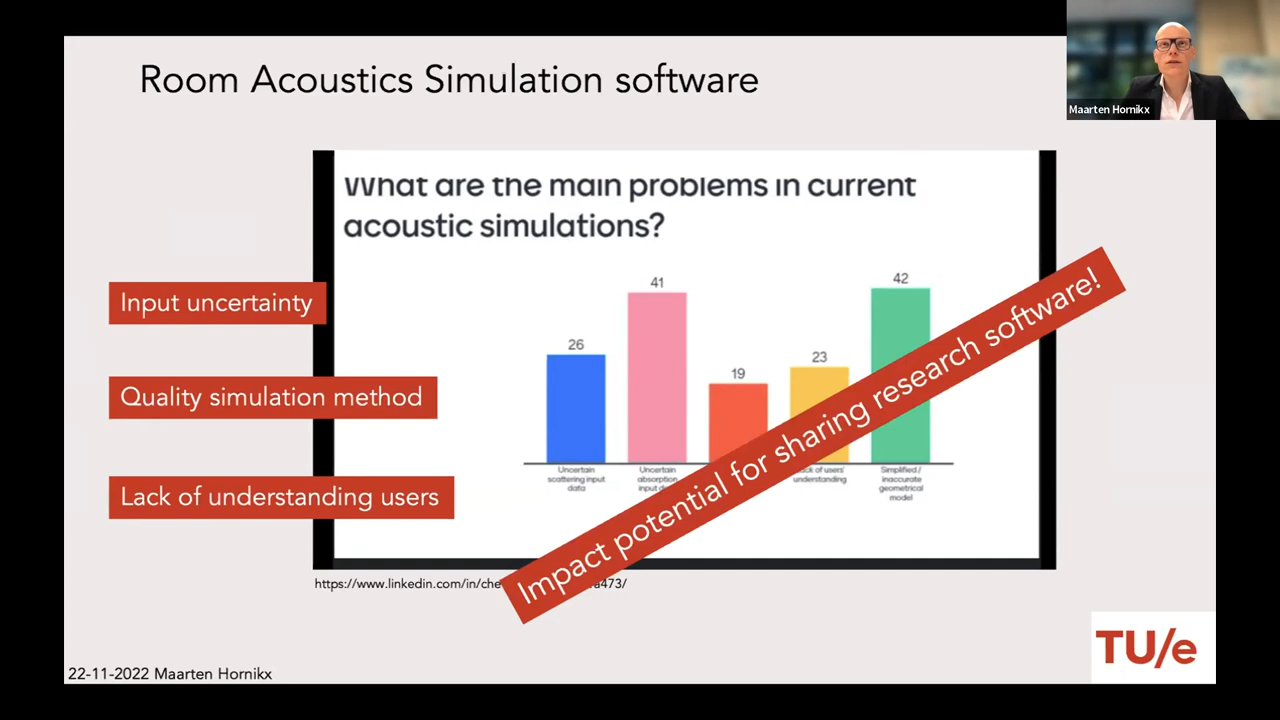 Room Acoustics Simulation software
Maarten Hornikx
What are the main problems in current
acoustic simulations?
Input uncertainty
Quality simulation method
Lack of understanding users
26
41
19
23
42
Uncertain
scattering input
data
Uncertain
absorption
input
of users'
understanding
Simplified /
inaccurate
geometrical
model
Impact potential for sharing research software!
https://www.linkedin.com/in/che
473/
22-11-2022 Maarten Hornikx
TU/e